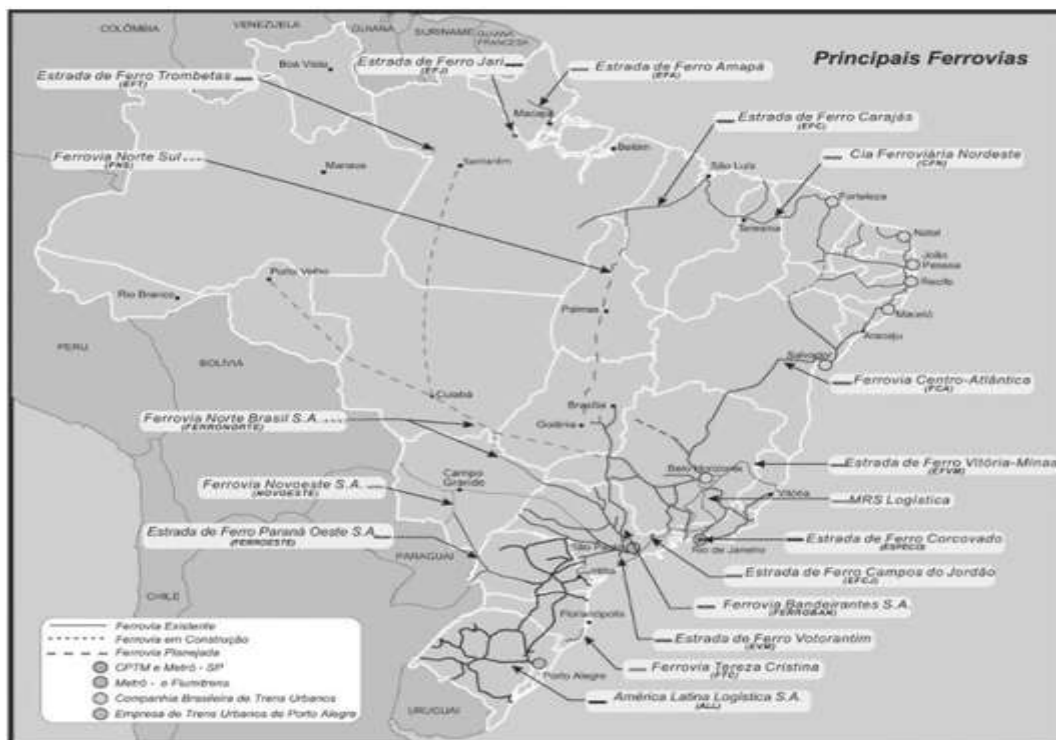 COLÔMBIA
VENEZUELA
GUIANA
SURINAME
GUIANA
FRANCESA
Principais Ferrovias
Boa Vista
Estrada de Ferro Jari
(EFJ)
Estrada de Ferro Amapá
(EFA)
Estrada de Ferro Trombetas
(EFT)
Macapá
Estrada de Ferro Carajás
(EFC)
Ferrovia Norte Sul
(FNS)
Manaus
Santarém
Belém
São Luís
Cia Ferroviária Nordeste
(CFN)
Fortaleza
Teresina
Natal
João
Pessoa
Recife
Porto Velho
Rio Branco
Palmas
Maceió
Aracaju
PERU
BOLÍVIA
Salvador
Ferrovia Centro-Atlântica
(FCA)
Cuiabá
Brasília
Goiânia
Ferrovia Norte Brasil S.A.
(FERRONORTE)
Belo Horizonte
Estrada de Ferro Vitória-Minas
(EFVM)
Campo
Grande
Ferrovia Novoeste S.A.
(NOVOESTE)
Vitória
MRS Logística
Estrada de Ferro Paraná Oeste S.A.
(FERROESTE)
PARAGUAI
São Paulo
Rio de Janeiro
Estrada de Ferro Corcovado
Estrada de Ferro Campos do Jordão
(EFCJ)
CHILE
Ferrovia Bandeirantes S.A.
(FERROBAN)
Florianópolis
Estrada de Ferro Votorantim
(EVM)
Ferrovia Tereza Cristina
(FTC)
Porto Alegre
América Latina Logística S.A.
(ALL)
URUGUAI
Ferrovia Existente
Ferrovia em Construção
Ferrovia Planejada
CPTM e Metrô - SP
Metrô - e Flumitrens
Companhia Brasileira de Trens Urbanos
Empresa de Trens Urbanos de Porto Alegre